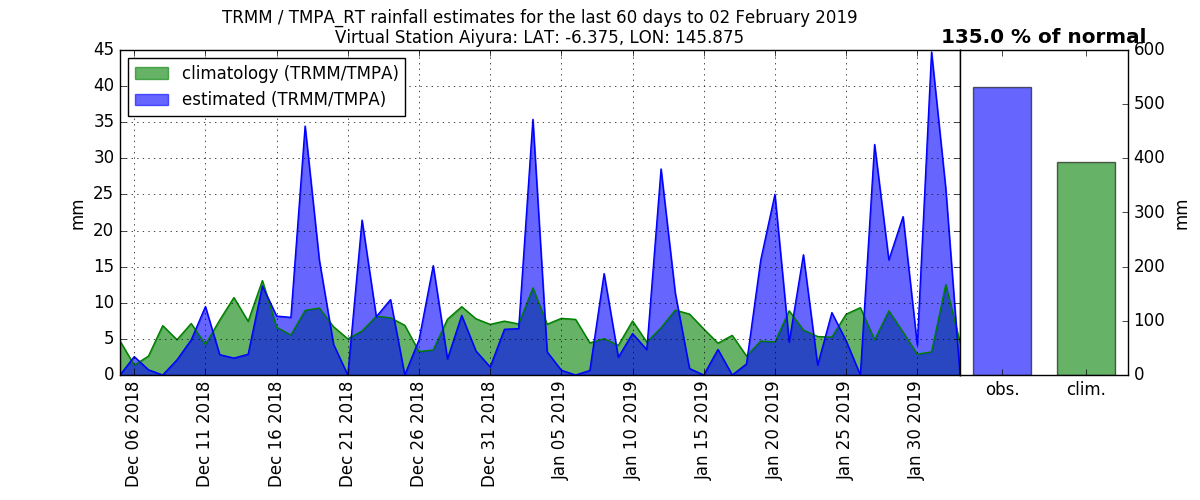 TRMM / TMPA_RT rainfall estimates for the last 60 days to 02 February 2019
Virtual Station Aiyura: LAT: -6.375, LON: 145.875
135.0 % of normal
climatology (TRMM/TMPA)
estimated (TRMM/TMPA)
mm
45
40
35
30
25
20
15
10
5
0
Dec 06 2018
Dec 11 2018
Dec 16 2018
Dec 21 2018
Dec 26 2018
Dec 31 2018
Jan 05 2019
Jan 10 2019
Jan 15 2019
Jan 20 2019
Jan 25 2019
Jan 30 2019
obs.
clim.
600
500
400
300
200
100
0
mm